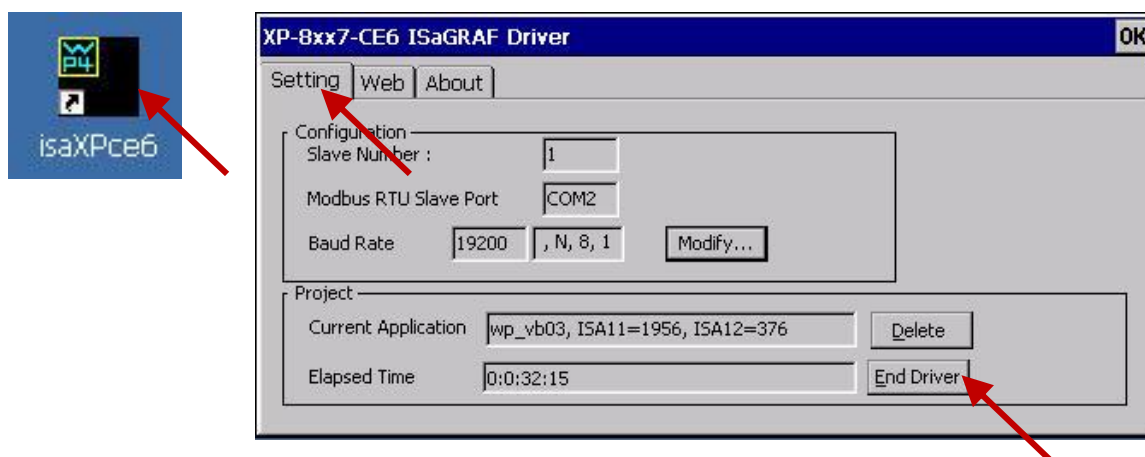 WP4
isaXPce6
XP-8xx7-CE6 ISaGRAF Driver
OK
Setting Web About
Configuration
Slave Number : 1
Modbus RTU Slave Port COM2
Baud Rate 19200 , N, 8, 1 Modify...
Project
Current Application wp_vb03, ISA11=1956, ISA12=376 Delete
Elapsed Time 0:0:32:15 End Driver